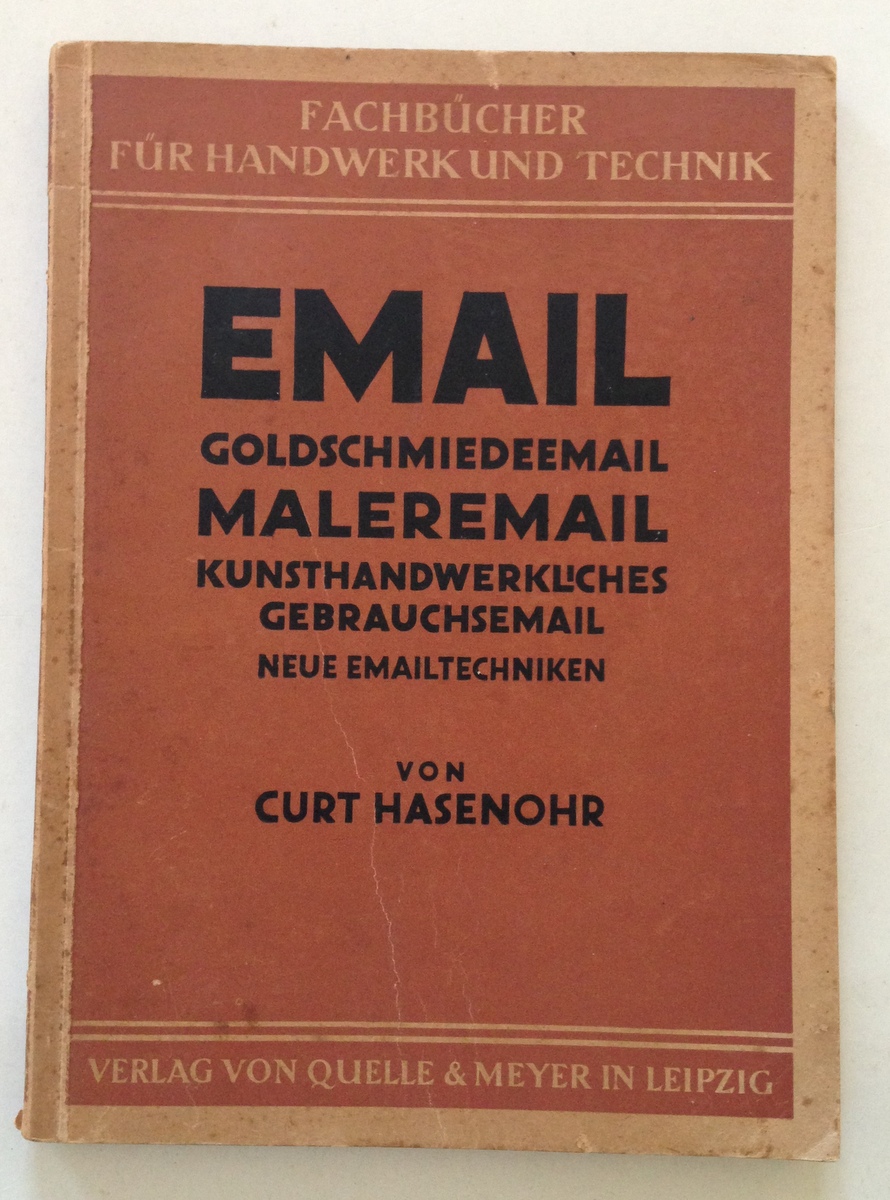 FACHBÜCHER
FÜR HANDWERK UND TECHNIK
EMAIL
GOLDSCHMIEDEEMAIL
MALEREMAIL
KUNSTHANDWERKLICHES
GEBRAUCHSEMAIL
NEUE EMAILTECHNIKEN
VON
CURT HASENOHR
VERLAG VON QUELLE & MEYER IN LEIPZIG